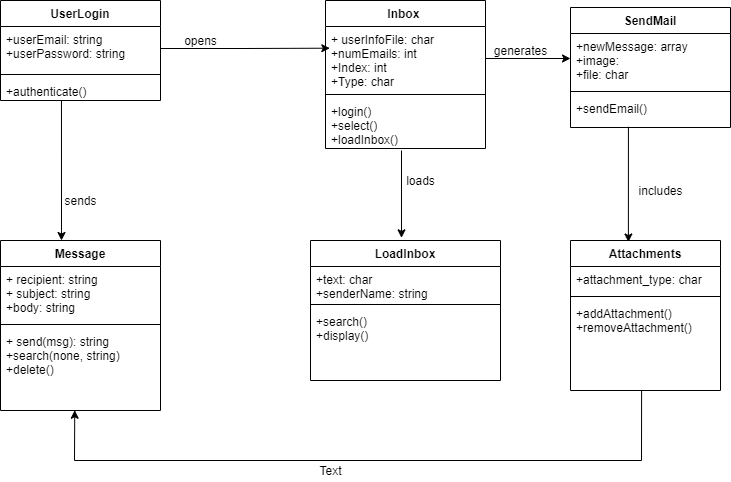 UserLogin
+userEmail: string
+userPassword: string
+authenticate()
opens
Inbox
+ userInfoFile: char
+numEmails: int
+Index: int
+Type: char
+login()
+select()
+loadInbox()
generates
SendMail
+newMessage: array
+image:
+file: char
+sendEmail()
sends
loads
includes
Message
+ recipient: string
+ subject: string
+body: string
+ send(msg): string
+search(none, string)
+delete()
LoadInbox
+text: char
+senderName: string
+search()
+display()
Attachments
+attachment_type: char
+addAttachment()
+removeAttachment()
Text